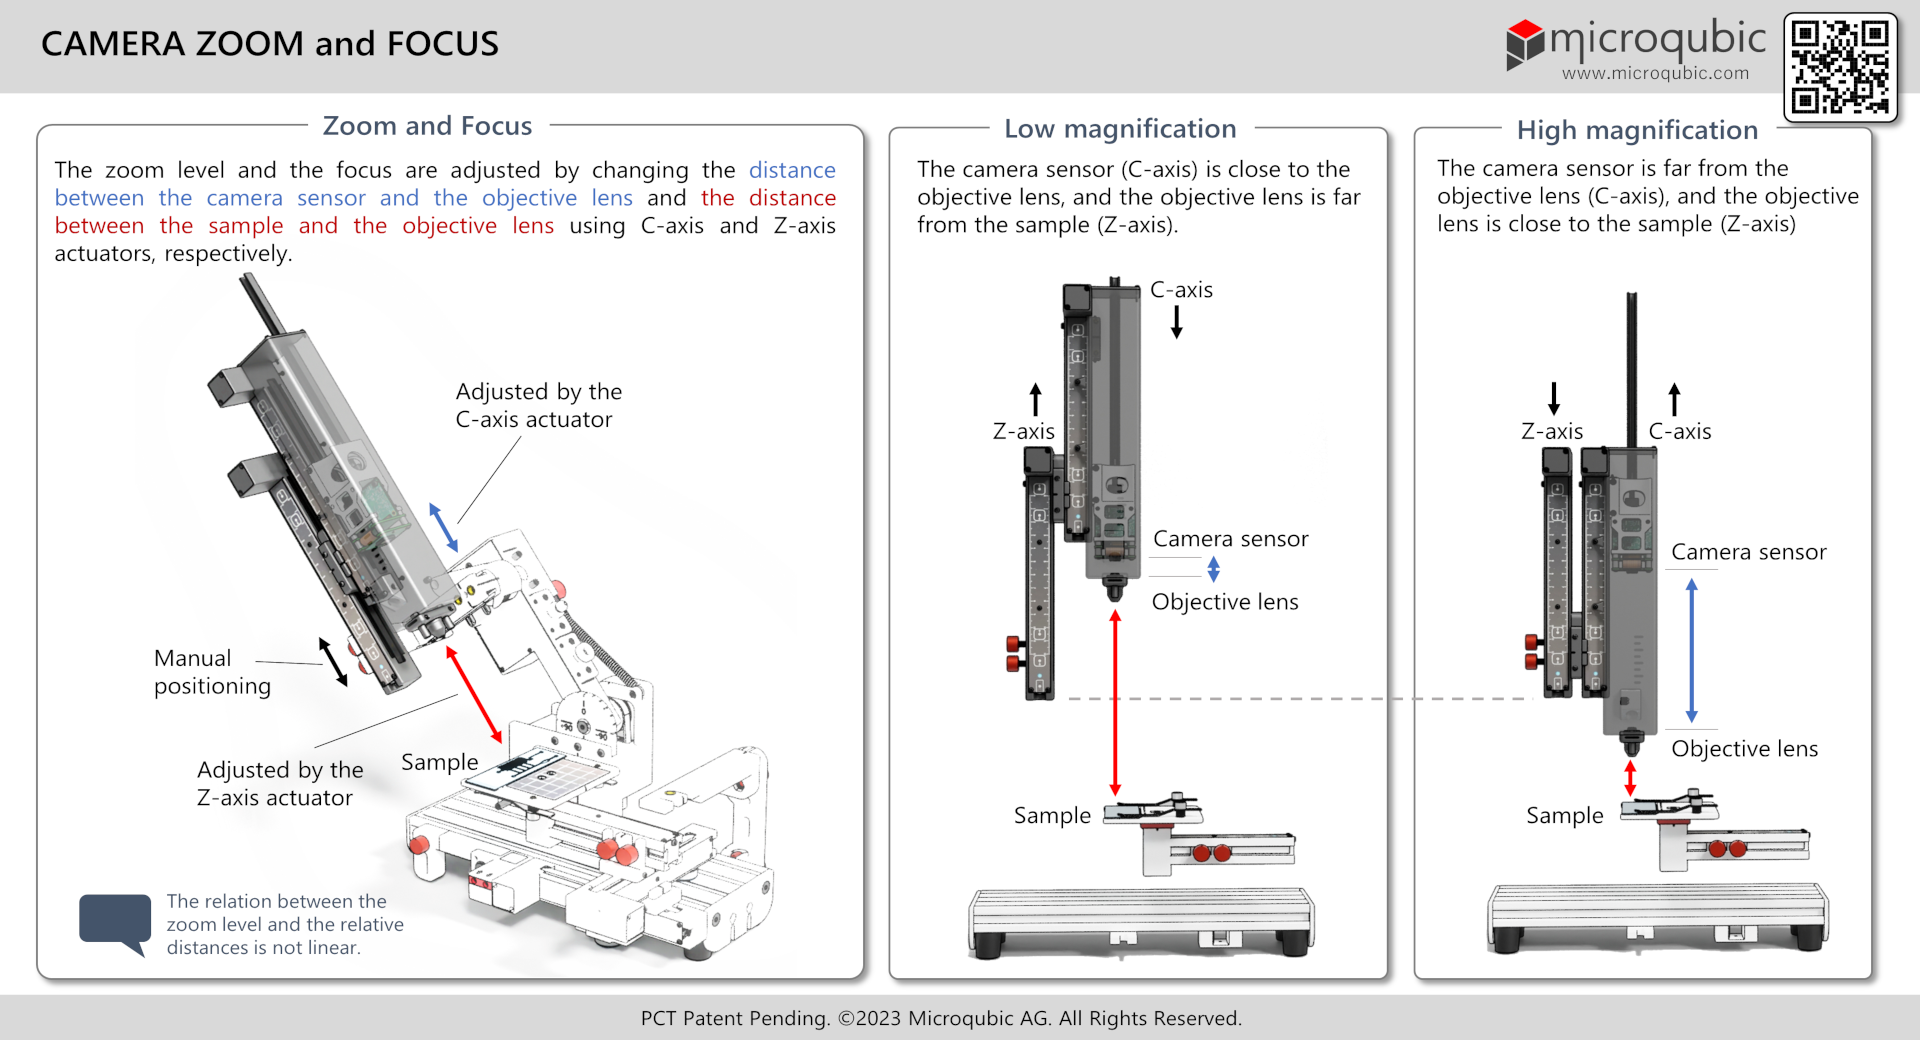 CAMERA ZOOM and FOCUS
microqubic
www.microqubic.com
Zoom and Focus
The zoom level and the focus are adjusted by changing the distance
between the camera sensor and the objective lens and the distance
between the sample and the objective lens using C-axis and Z-axis
actuators, respectively.
Adjusted by the
C-axis actuator
Manual
positioning
Adjusted by the
Z-axis actuator
Sample
The relation between the
zoom level and the relative
distances is not linear.
Low magnification
The camera sensor (C-axis) is close to the
objective lens, and the objective lens is far
from the sample (Z-axis).
C-axis
Z-axis
Camera sensor
Objective lens
Sample
High magnification
The camera sensor is far from the
objective lens (C-axis), and the objective
lens is close to the sample (Z-axis)
Z-axis
C-axis
Camera sensor
Objective lens
Sample
PCT Patent Pending. ©2023 Microqubic AG. All Rights Reserved.